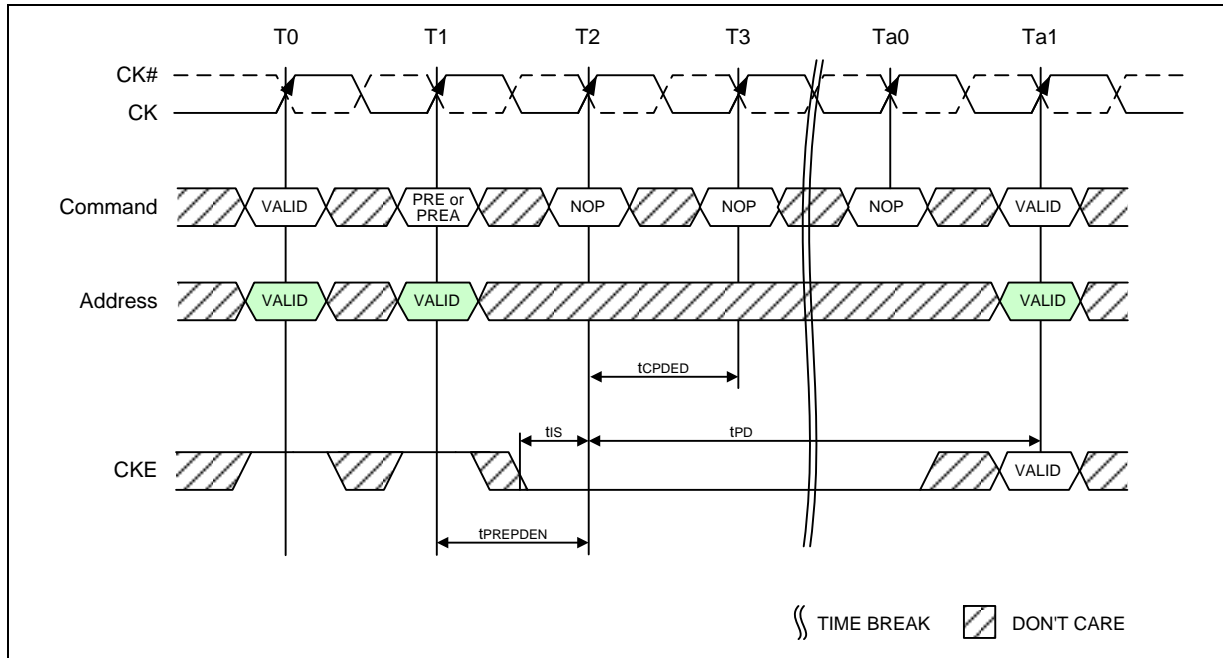 T0 T1 T2 T3 Ta0 Ta1
CK#
CK
Command VALID PRE or PREA NOP NOP NOP VALID
Address VALID VALID VALID
tCPDED
tIS tPD
CKE VALID
tPREPDEN
TIME BREAK DON'T CARE